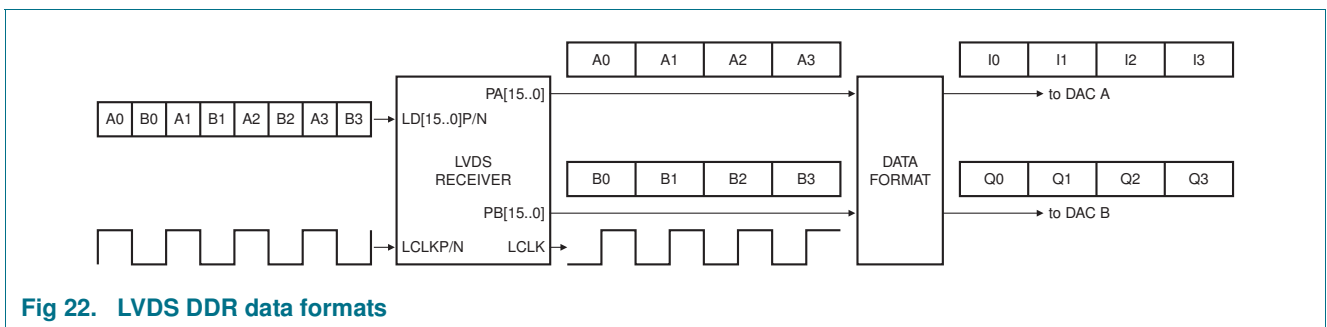 A0 A1 A2 A3
I0 I1 I2 I3
PA[15..0]
to DAC A
A0 B0 A1 B1 A2 B2 A3 B3
LD[15..0]P/N
LVDS
RECEIVER
DATA
FORMAT
B0 B1 B2 B3
Q0 Q1 Q2 Q3
PB[15..0]
to DAC B
LCLKP/N LCLK
Fig 22. LVDS DDR data formats